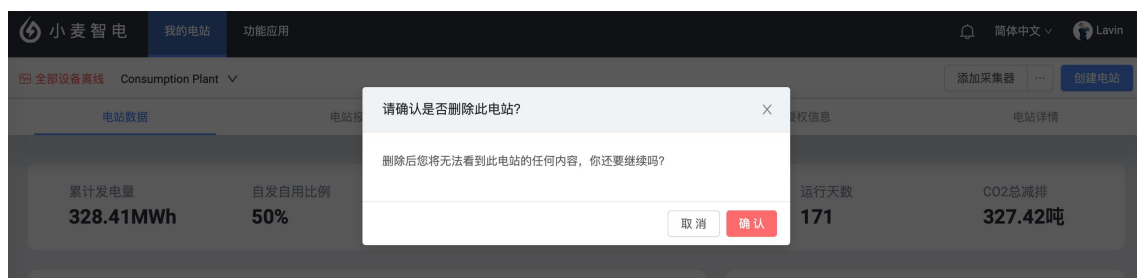 小麦智电 我的电站 功能应用 简体中文 Lavin
全部设备离线 Consumption Plant 添加采集器 ··· 创建电站
请确认是否删除此电站?
电站数据 电站报 权信息 电站详情
删除后您将无法看到此电站的任何内容，你还要继续吗?
累计发电量 自发自用比例 运行天数 CO2总减排
328.41MWh 50% 171 327.42吨
取消 确认